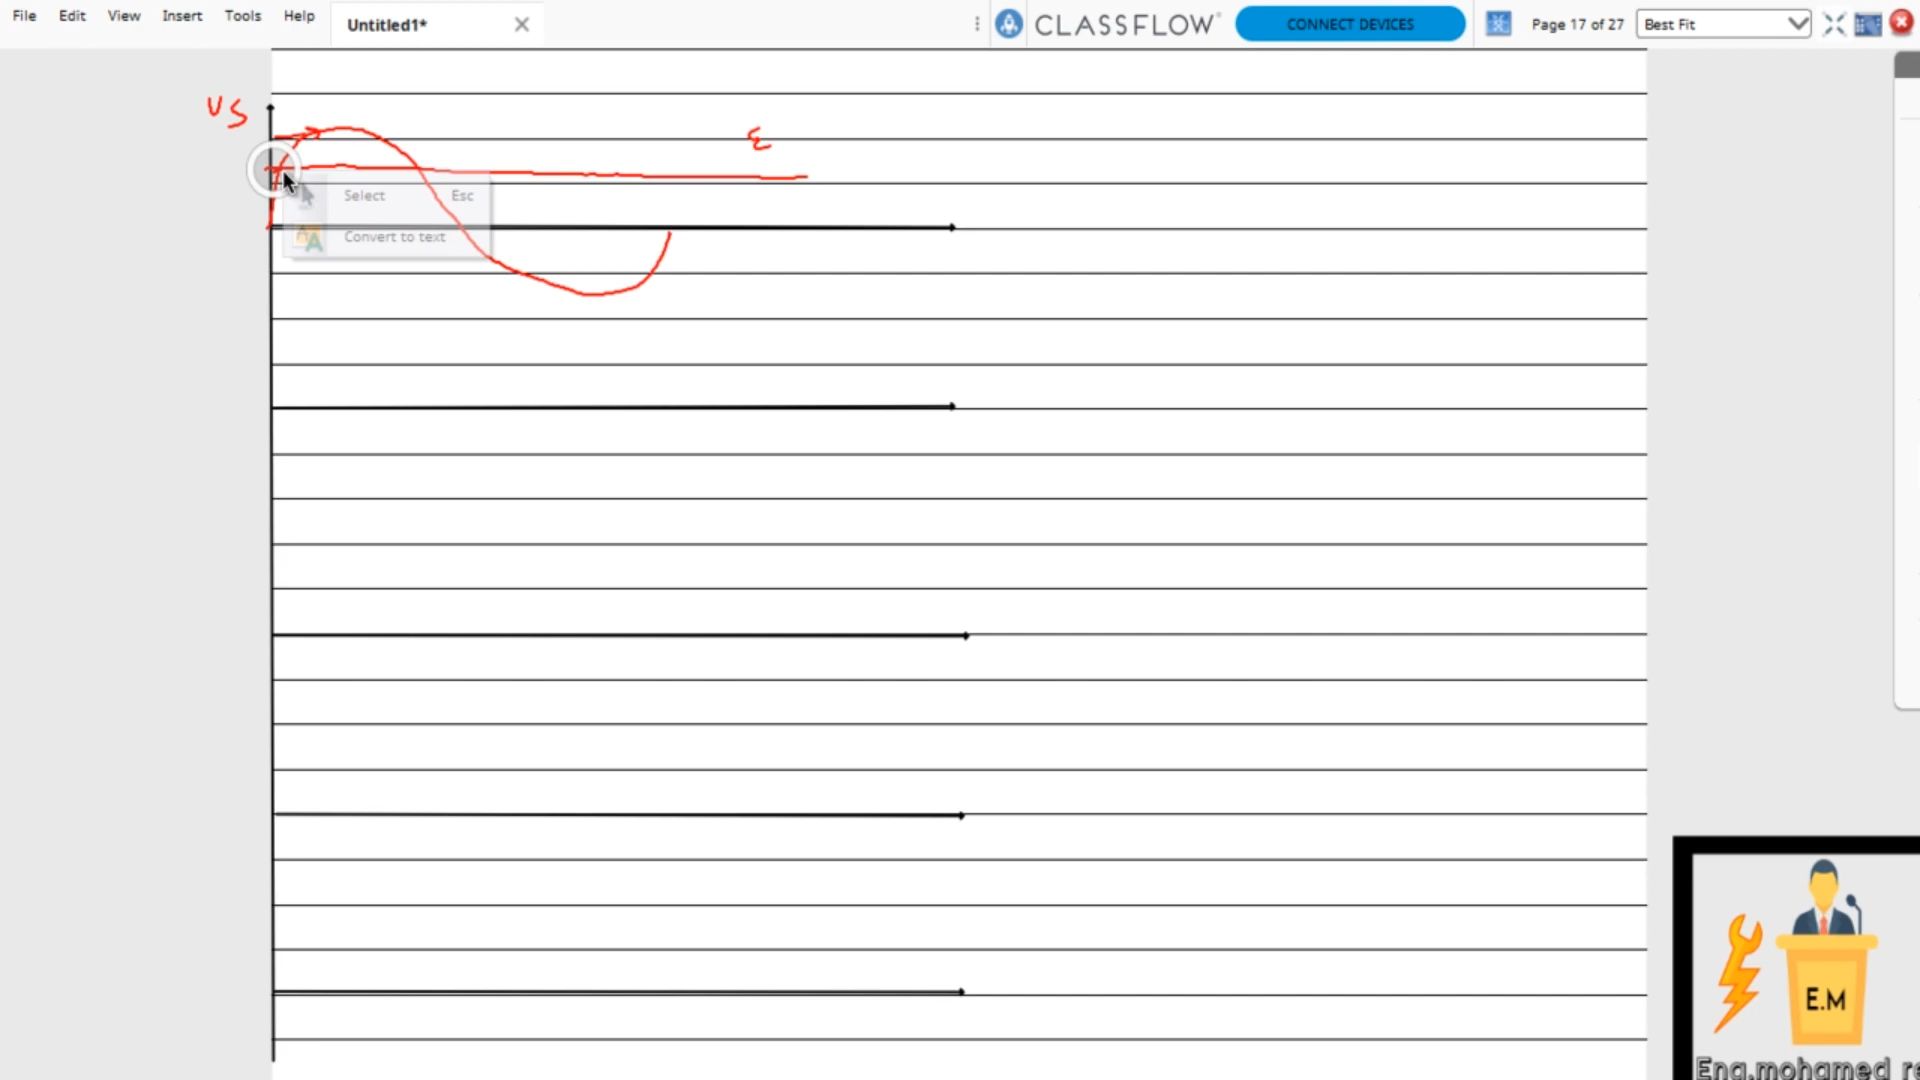 File Edit View Insert Tools Help Untitled1* CLASSFLOW CONNECT DEVICES Page 17 of 27 Best Fit
VS
ε
Select Esc
Convert to text
E.M
Eng.mohamed re